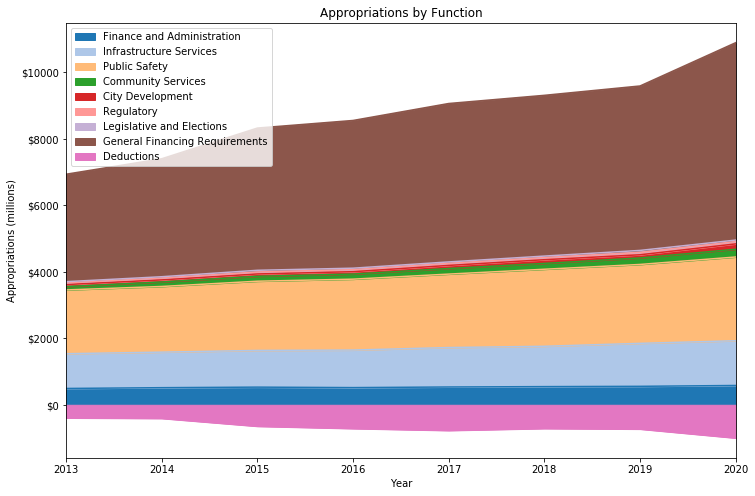 Appropriations by Function
Finance and Administration
Infrastructure Services
Public Safety
Community Services
City Development
Regulatory
Legislative and Elections
General Financing Requirements
Deductions
$10000
$8000
$6000
$4000
$2000
$0
Appropriations (millions)
2013 2014 2015 2016 2017 2018 2019 2020
Year